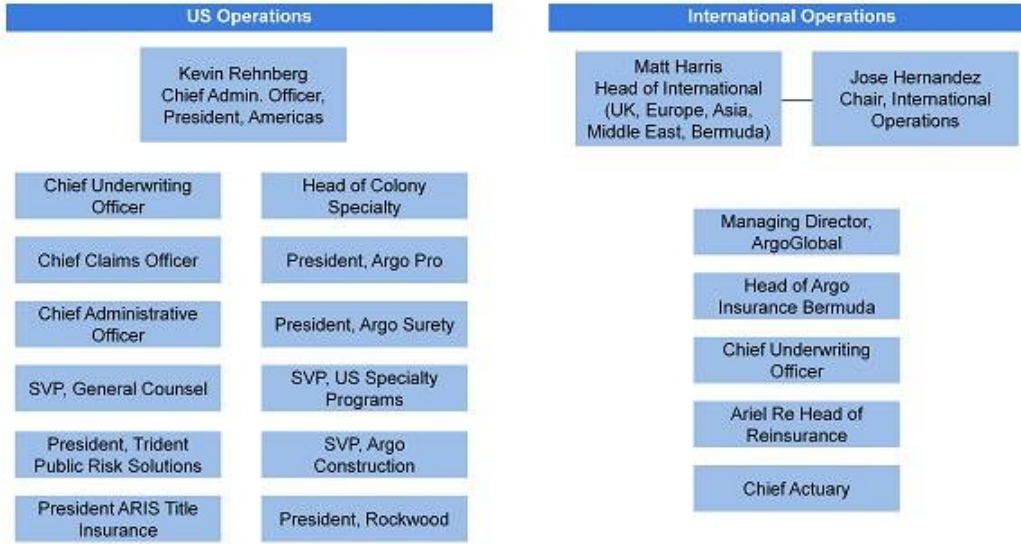 US Operations
Kevin Rehnberg
Chief Admin. Officer,
President, Americas
Chief Underwriting
Officer
Head of Colony
Specialty
Chief Claims Officer
President, Argo Pro
Chief Administrative
Officer
President, Argo Surety
SVP, General Counsel
SVP, US Specialty
Programs
President, Trident
Public Risk Solutions
SVP, Argo
Construction
President ARIS Title
Insurance
President, Rockwood
International Operations
Matt Harris
Head of International
(UK, Europe, Asia,
Middle East, Bermuda)
Jose Hernandez
Chair, International
Operations
Managing Director,
ArgoGlobal
Head of Argo
Insurance Bermuda
Chief Underwriting
Officer
Ariel Re Head of
Reinsurance
Chief Actuary